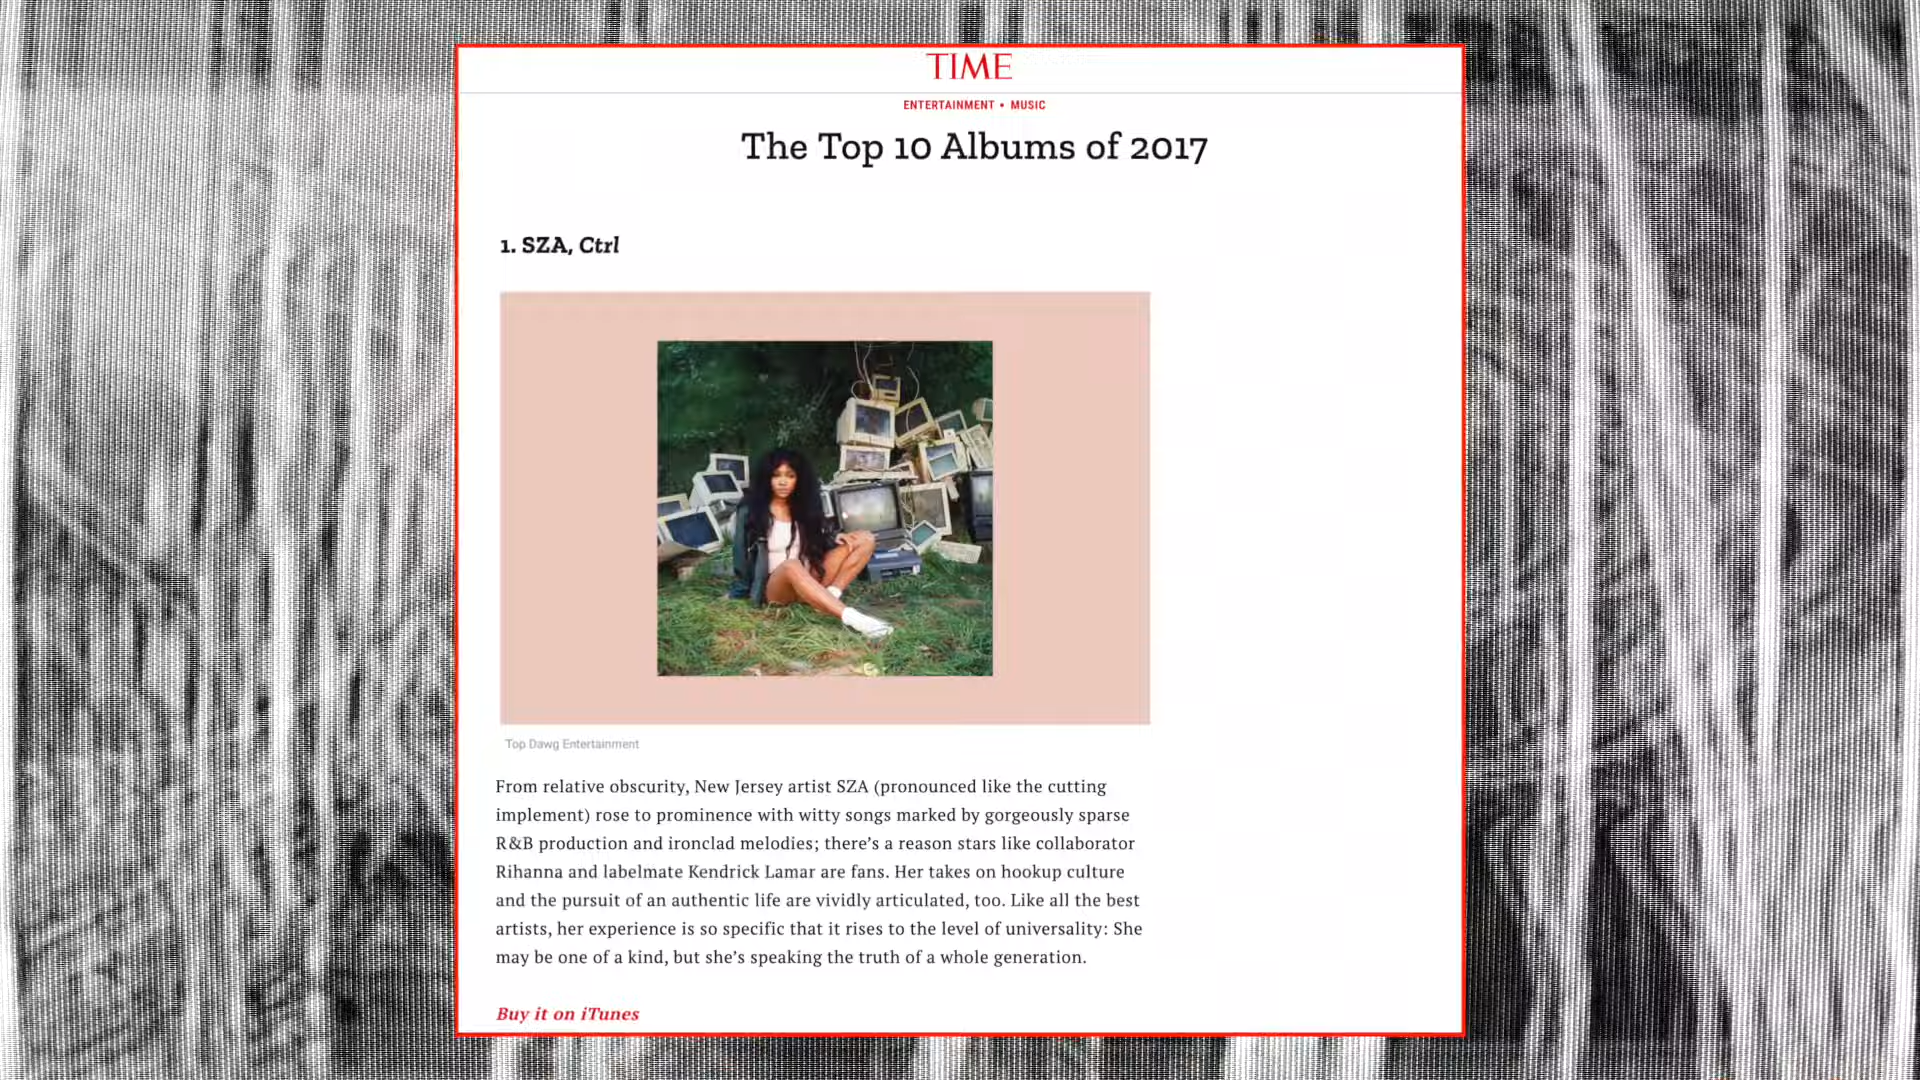 TIME
ENTERTAINMENT • MUSIC
The Top 10 Albums of 2017
1. SZA, Ctrl
Top Dawg Entertainment
From relative obscurity, New Jersey artist SZA (pronounced like the cutting
implement) rose to prominence with witty songs marked by gorgeously sparse
R&B production and ironclad melodies; there’s a reason stars like collaborator
Rihanna and labelmate Kendrick Lamar are fans. Her takes on hookup culture
and the pursuit of an authentic life are vividly articulated, too. Like all the best
artists, her experience is so specific that it rises to the level of universality: She
may be one of a kind, but she’s speaking the truth of a whole generation.
Buy it on iTunes